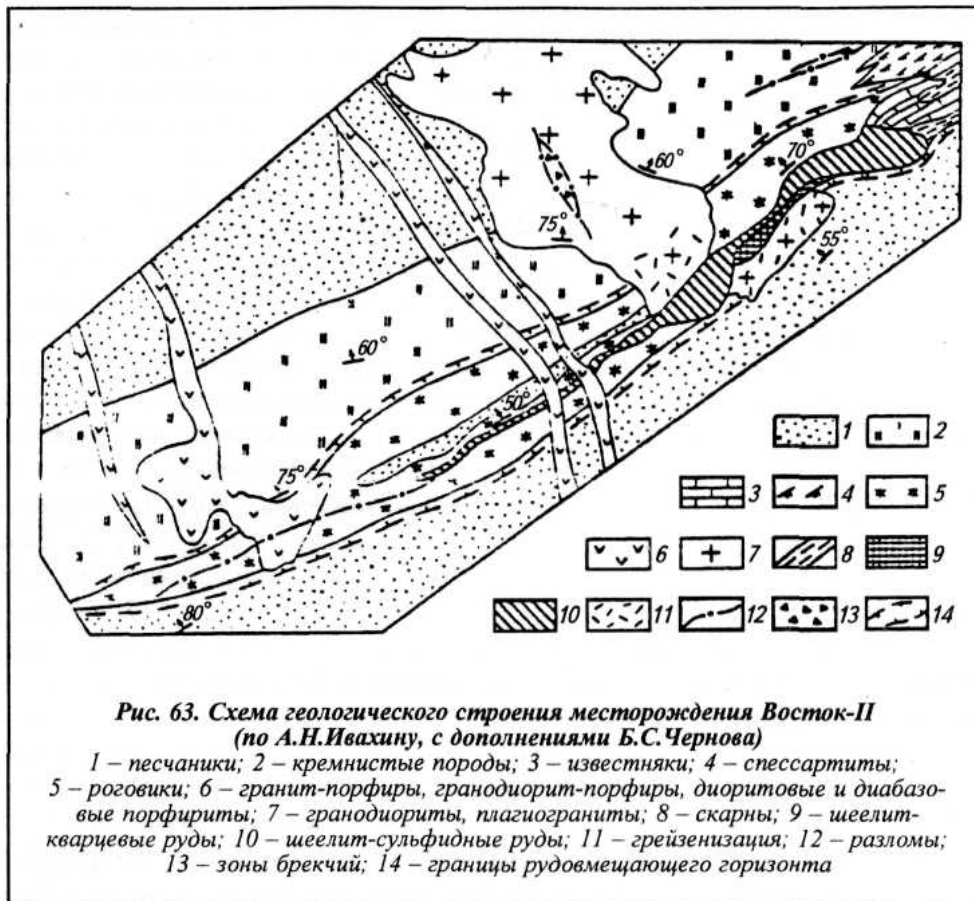 60°
70°
75°
55°
60°
50°
75°
80°
1 2
3 4 5
6 7 8 9
10 11 12 13 14
Рис. 63. Схема геологического строения месторождения Восток-II
(по А.Н.Ивахину, с дополнениями Б.С.Чернова)
1 – песчаники; 2 – кремнистые породы; 3 – известняки; 4 – спессартиты;
5 – роговики; 6 – гранит-порфиры, гранодиорит-порфиры, диоритовые и диабазо-
вые порфириты; 7 – гранодиориты, плагиограниты; 8 – скарны; 9 – шеелит-
кварцевые руды; 10 – шеелит-сульфидные руды; 11 – грейзенизация; 12 – разломы;
13 – зоны брекчий; 14 – границы рудовмещающего горизонта